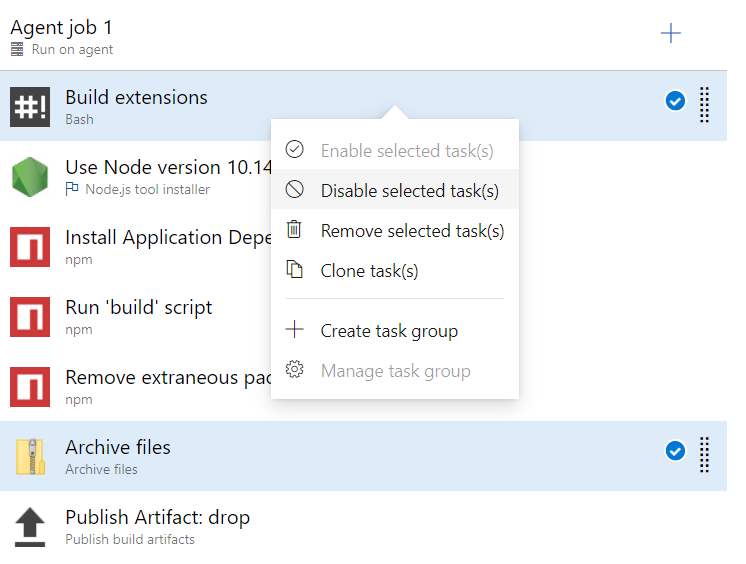 Agent job 1
Run on agent
#!
Build extensions
Bash
Enable selected task(s)
Use Node version 10.14
Disable selected task(s)
Node.js tool installer
Install Application Depe
Remove selected task(s)
npm
Clone task(s)
Run 'build' script
npm
Create task group
Remove extraneous pac
Manage task group
npm
Archive files
Archive files
Publish Artifact: drop
Publish build artifacts